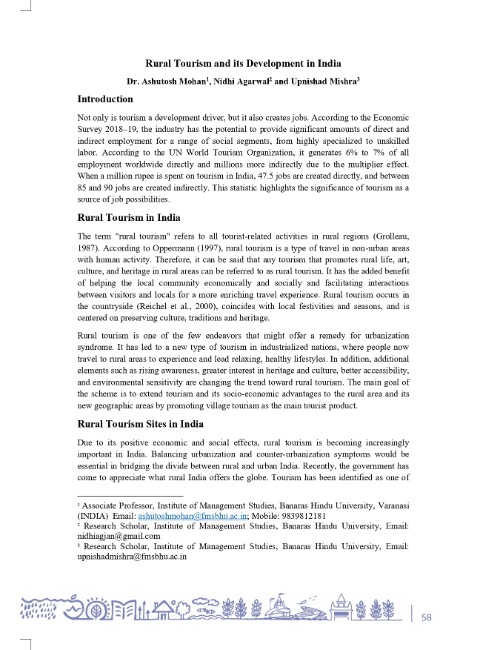 Rural Tourism and its Development in India
Dr. Ashutosh Mohan¹, Nidhi Agarwal² and Upnishad Mishra³
Introduction
Not only is tourism a development driver, but it also creates jobs. According to the Economic
Survey 2018–19, the industry has the potential to provide significant amounts of direct and
indirect employment for a range of social segments, from highly specialized to unskilled
labor. According to the UN World Tourism Organization, it generates 6% to 7% of all
employment worldwide directly and millions more indirectly due to the multiplier effect.
When a million rupee is spent on tourism in India, 47.5 jobs are created directly, and between
85 and 90 jobs are created indirectly. This statistic highlights the significance of tourism as a
source of job possibilities.
Rural Tourism in India
The term "rural tourism" refers to all tourist-related activities in rural regions (Grolleau,
1987). According to Oppermann (1997), rural tourism is a type of travel in non-urban areas
with human activity. Therefore, it can be said that any tourism that promotes rural life, art,
culture, and heritage in rural areas can be referred to as rural tourism. It has the added benefit
of helping the local community economically and socially and facilitating interactions
between visitors and locals for a more enriching travel experience. Rural tourism occurs in
the countryside (Reichel et al., 2000), coincides with local festivities and seasons, and is
centered on preserving culture, traditions and heritage.
Rural tourism is one of the few endeavors that might offer a remedy for urbanization
syndrome. It has led to a new type of tourism in industrialized nations, where people now
travel to rural areas to experience and lead relaxing, healthy lifestyles. In addition, additional
elements such as rising awareness, greater interest in heritage and culture, better accessibility,
and environmental sensitivity are changing the trend toward rural tourism. The main goal of
the scheme is to extend tourism and its socio-economic advantages to the rural area and its
new geographic areas by promoting village tourism as the main tourist product.
Rural Tourism Sites in India
Due to its positive economic and social effects, rural tourism is becoming increasingly
important in India. Balancing urbanization and counter-urbanization symptoms would be
essential in bridging the divide between rural and urban India. Recently, the government has
come to appreciate what rural India offers the globe. Tourism has been identified as one of
¹ Associate Professor, Institute of Management Studies, Banaras Hindu University, Varanasi
(INDIA) Email: ashutoshmohan@fmsbhu.ac.in; Mobile: 9839812181
² Research Scholar, Institute of Management Studies, Banaras Hindu University, Email:
nidhiagjan@gmail.com
³ Research Scholar, Institute of Management Studies, Banaras Hindu University, Email:
upnishadmishra@fmsbhu.ac.in
58